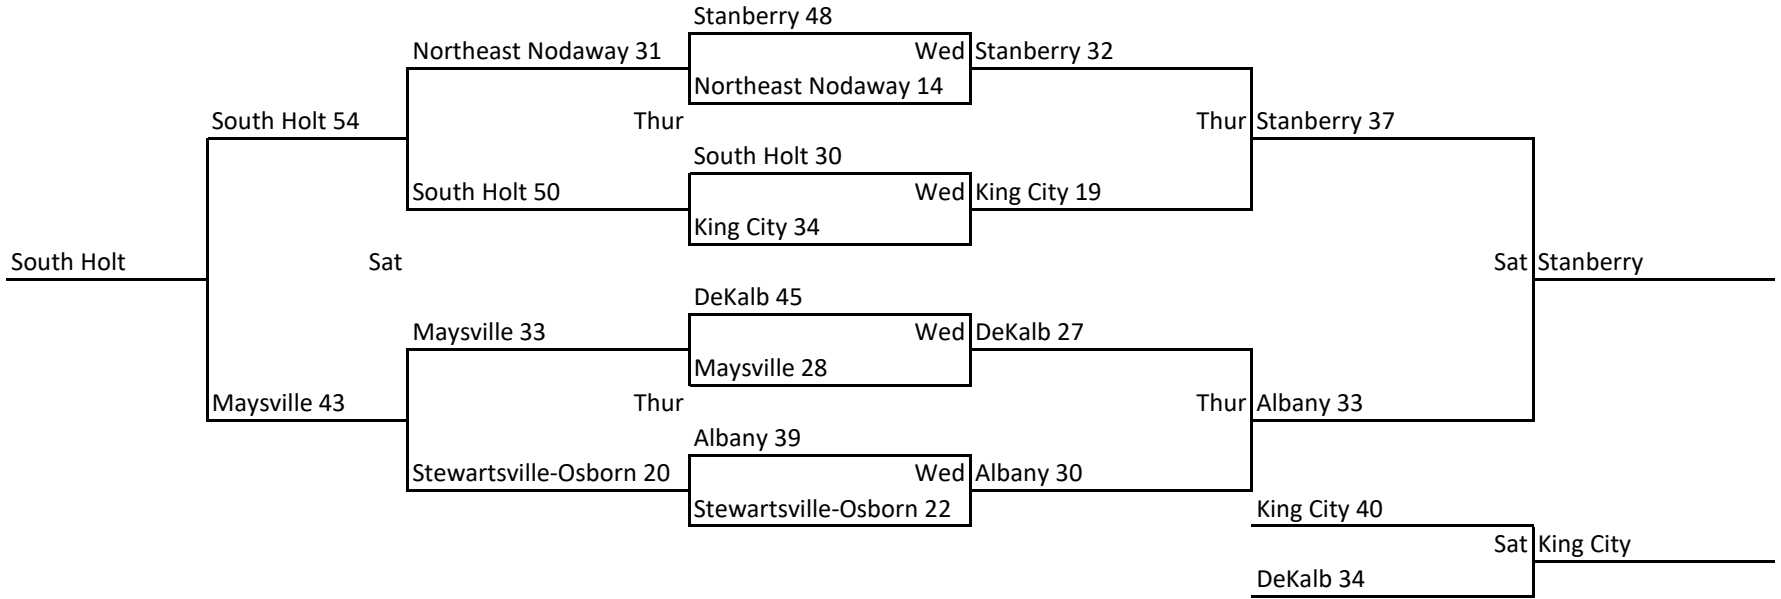 Stanberry 48
Northeast Nodaway 31
Wed Stanberry 32
Northeast Nodaway 14
South Holt 54
Thur
Thur Stanberry 37
South Holt 30
South Holt 50
Wed King City 19
King City 34
South Holt
Sat
Sat Stanberry
DeKalb 45
Maysville 33
Wed DeKalb 27
Maysville 28
Maysville 43
Thur
Thur Albany 33
Albany 39
Stewartsville-Osborn 20
Wed Albany 30
Stewartsville-Osborn 22
King City 40
Sat King City
DeKalb 34